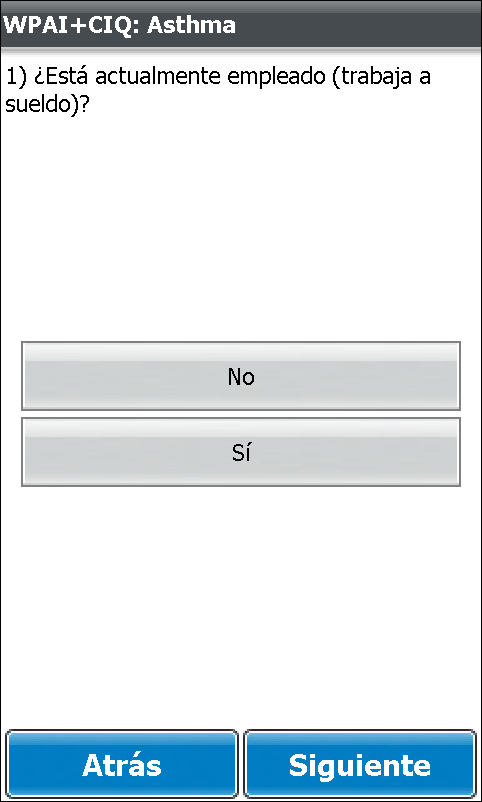 WPAI+CIQ: Asthma
1) ¿Está actualmente empleado (trabaja a
sueldo)?
No
Sí
Atrás
Siguiente